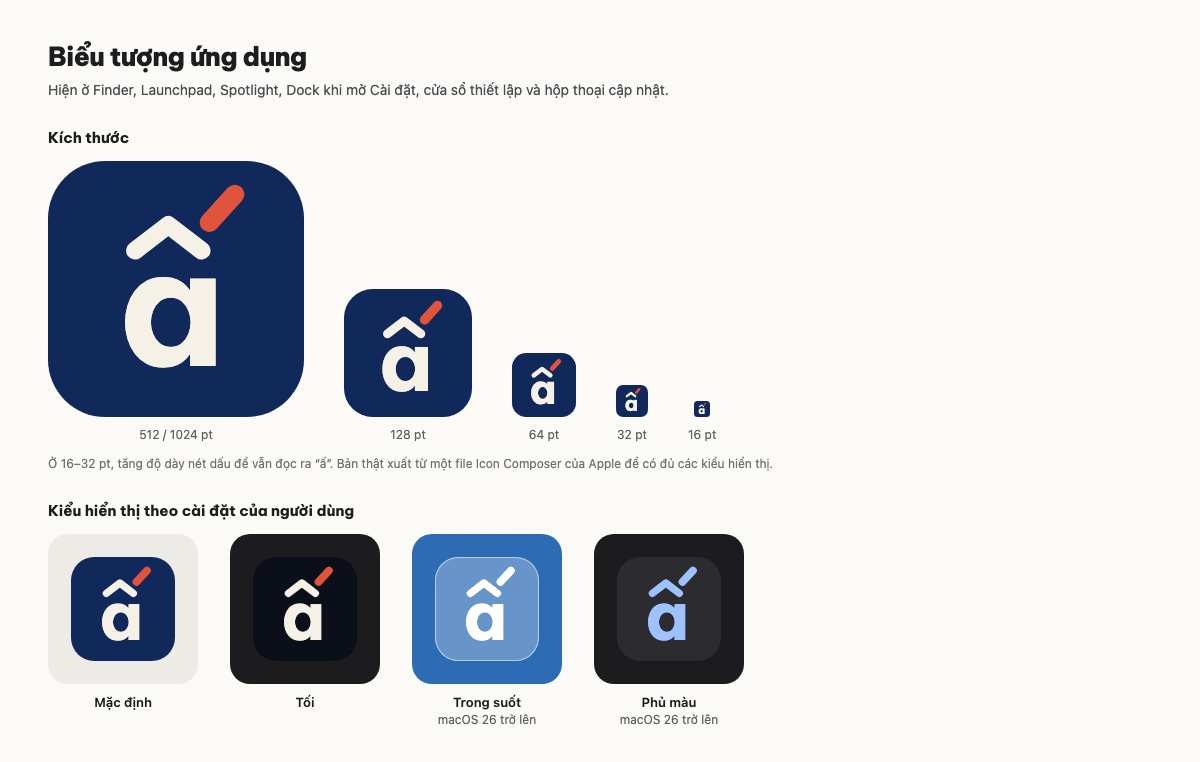 Biểu tượng ứng dụng
Hiện ở Finder, Launchpad, Spotlight, Dock khi mở Cài đặt, cửa sổ thiết lập và hộp thoại cập nhật.
Kích thước
ấ ấ ấ ấ ấ
512 / 1024 pt 128 pt 64 pt 32 pt 16 pt
Ở 16–32 pt, tăng độ dày nét dấu để vẫn đọc ra “ấ”. Bản thật xuất từ một file Icon Composer của Apple để có đủ các kiểu hiển thị.
Kiểu hiển thị theo cài đặt của người dùng
ấ ấ ấ ấ
Mặc định Tối Trong suốt Phủ màu
macOS 26 trở lên macOS 26 trở lên